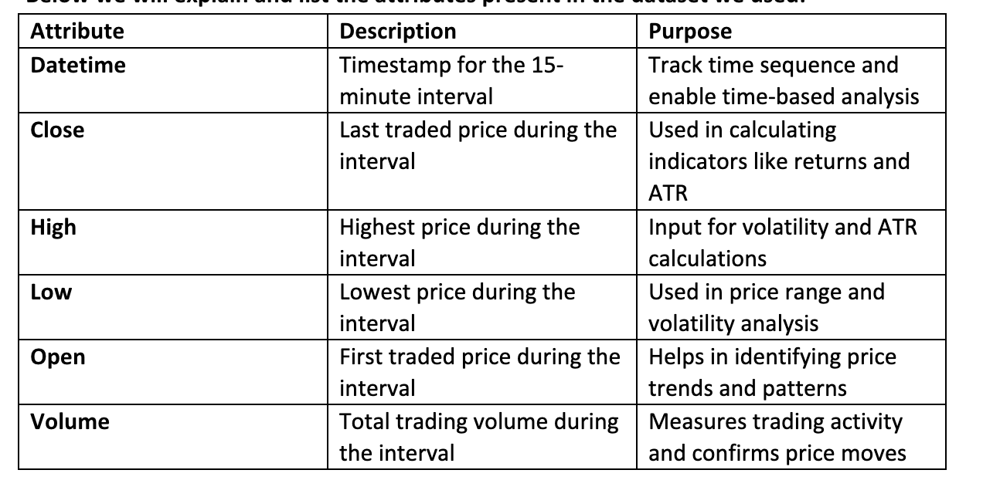 Below we will explain and list the attributes present in the dataset we used:
Attribute Description Purpose
Datetime Timestamp for the 15- Track time sequence and
minute interval enable time-based analysis
Close Last traded price during the Used in calculating
interval indicators like returns and
ATR
High Highest price during the Input for volatility and ATR
interval calculations
Low Lowest price during the Used in price range and
interval volatility analysis
Open First traded price during the Helps in identifying price
interval trends and patterns
Volume Total trading volume during Measures trading activity
the interval and confirms price moves